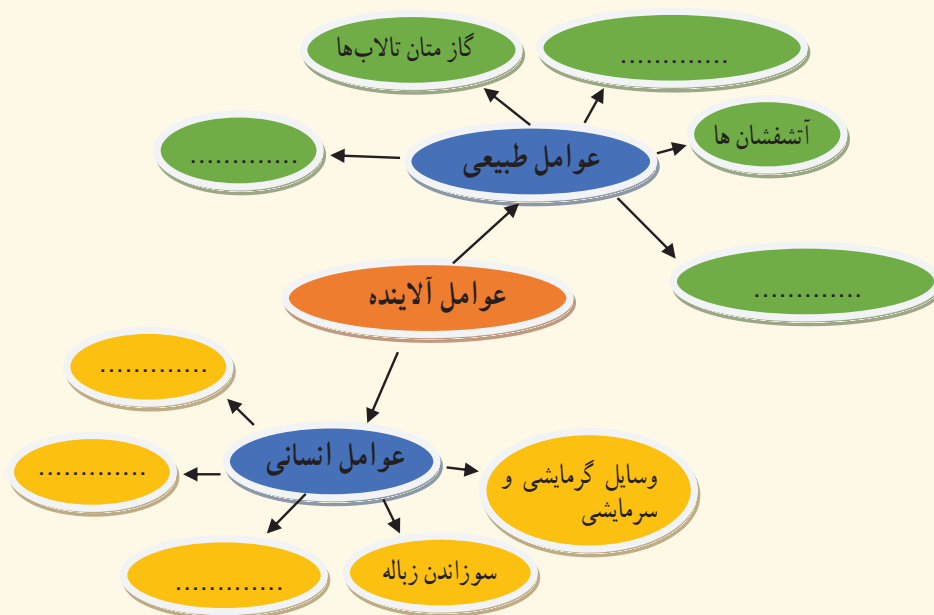 گاز متان تالاب‌ها
.............
آتشفشان ها
.............
عوامل طبیعی
.............
عوامل آلاینده
.............
.............
عوامل انسانی
وسایل گرمایشی و
سرمایشی
سوزاندن زباله
.............